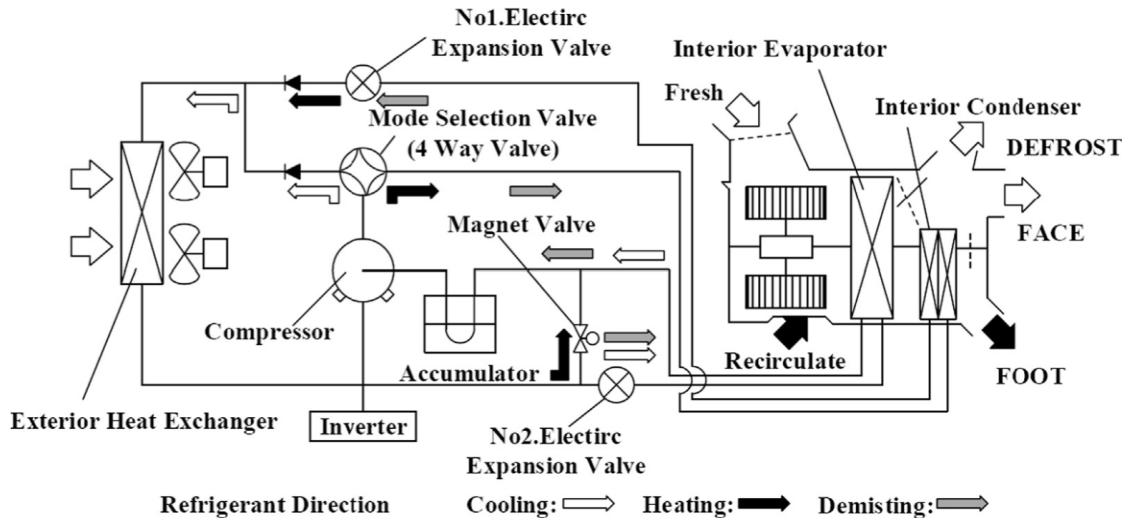 No1.Electirc
Expansion Valve
Interior Evaporator
Fresh
Interior Condenser
Mode Selection Valve
(4 Way Valve)
DEFROST
Magnet Valve
FACE
Compressor
Accumulator
Recirculate
FOOT
Exterior Heat Exchanger
Inverter
No2.Electirc
Expansion Valve
Refrigerant Direction Cooling: Heating: Demisting: